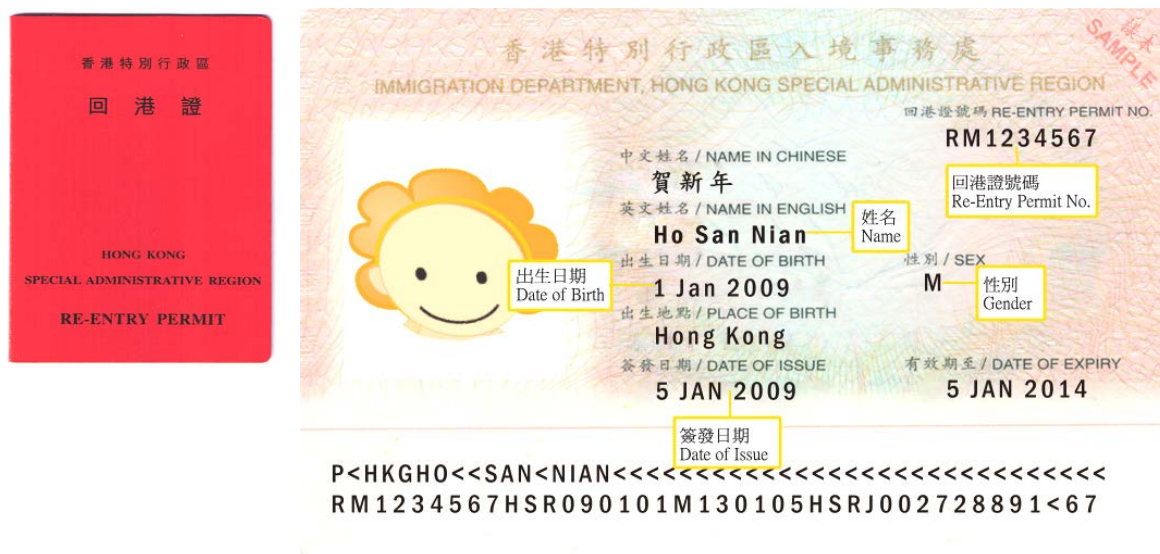 香港特別行政區
回港證
HONG KONG
SPECIAL ADMINISTRATIVE REGION
RE-ENTRY PERMIT
樣本
SAMPLE
香港特別行政區入境事務處
IMMIGRATION DEPARTMENT, HONG KONG SPECIAL ADMINISTRATIVE REGION
回港證號碼 RE-ENTRY PERMIT NO.
RM1234567
回港證號碼
Re-Entry Permit No.
中文姓名 / NAME IN CHINESE
賀新年
英文姓名 / NAME IN ENGLISH
Ho San Nian
姓名
Name
出生日期 / DATE OF BIRTH
1 Jan 2009
出生日期
Date of Birth
性別 / SEX
M
性別
Gender
出生地點 / PLACE OF BIRTH
Hong Kong
簽發日期 / DATE OF ISSUE
5 JAN 2009
有效期至 / DATE OF EXPIRY
5 JAN 2014
簽發日期
Date of Issue
P<HKGHO<<SAN<NIAN<<<<<<<<<<<<<<<<<<<<<<<<<<<
RM1234567HSR090101M130105HSRJ002728891<67